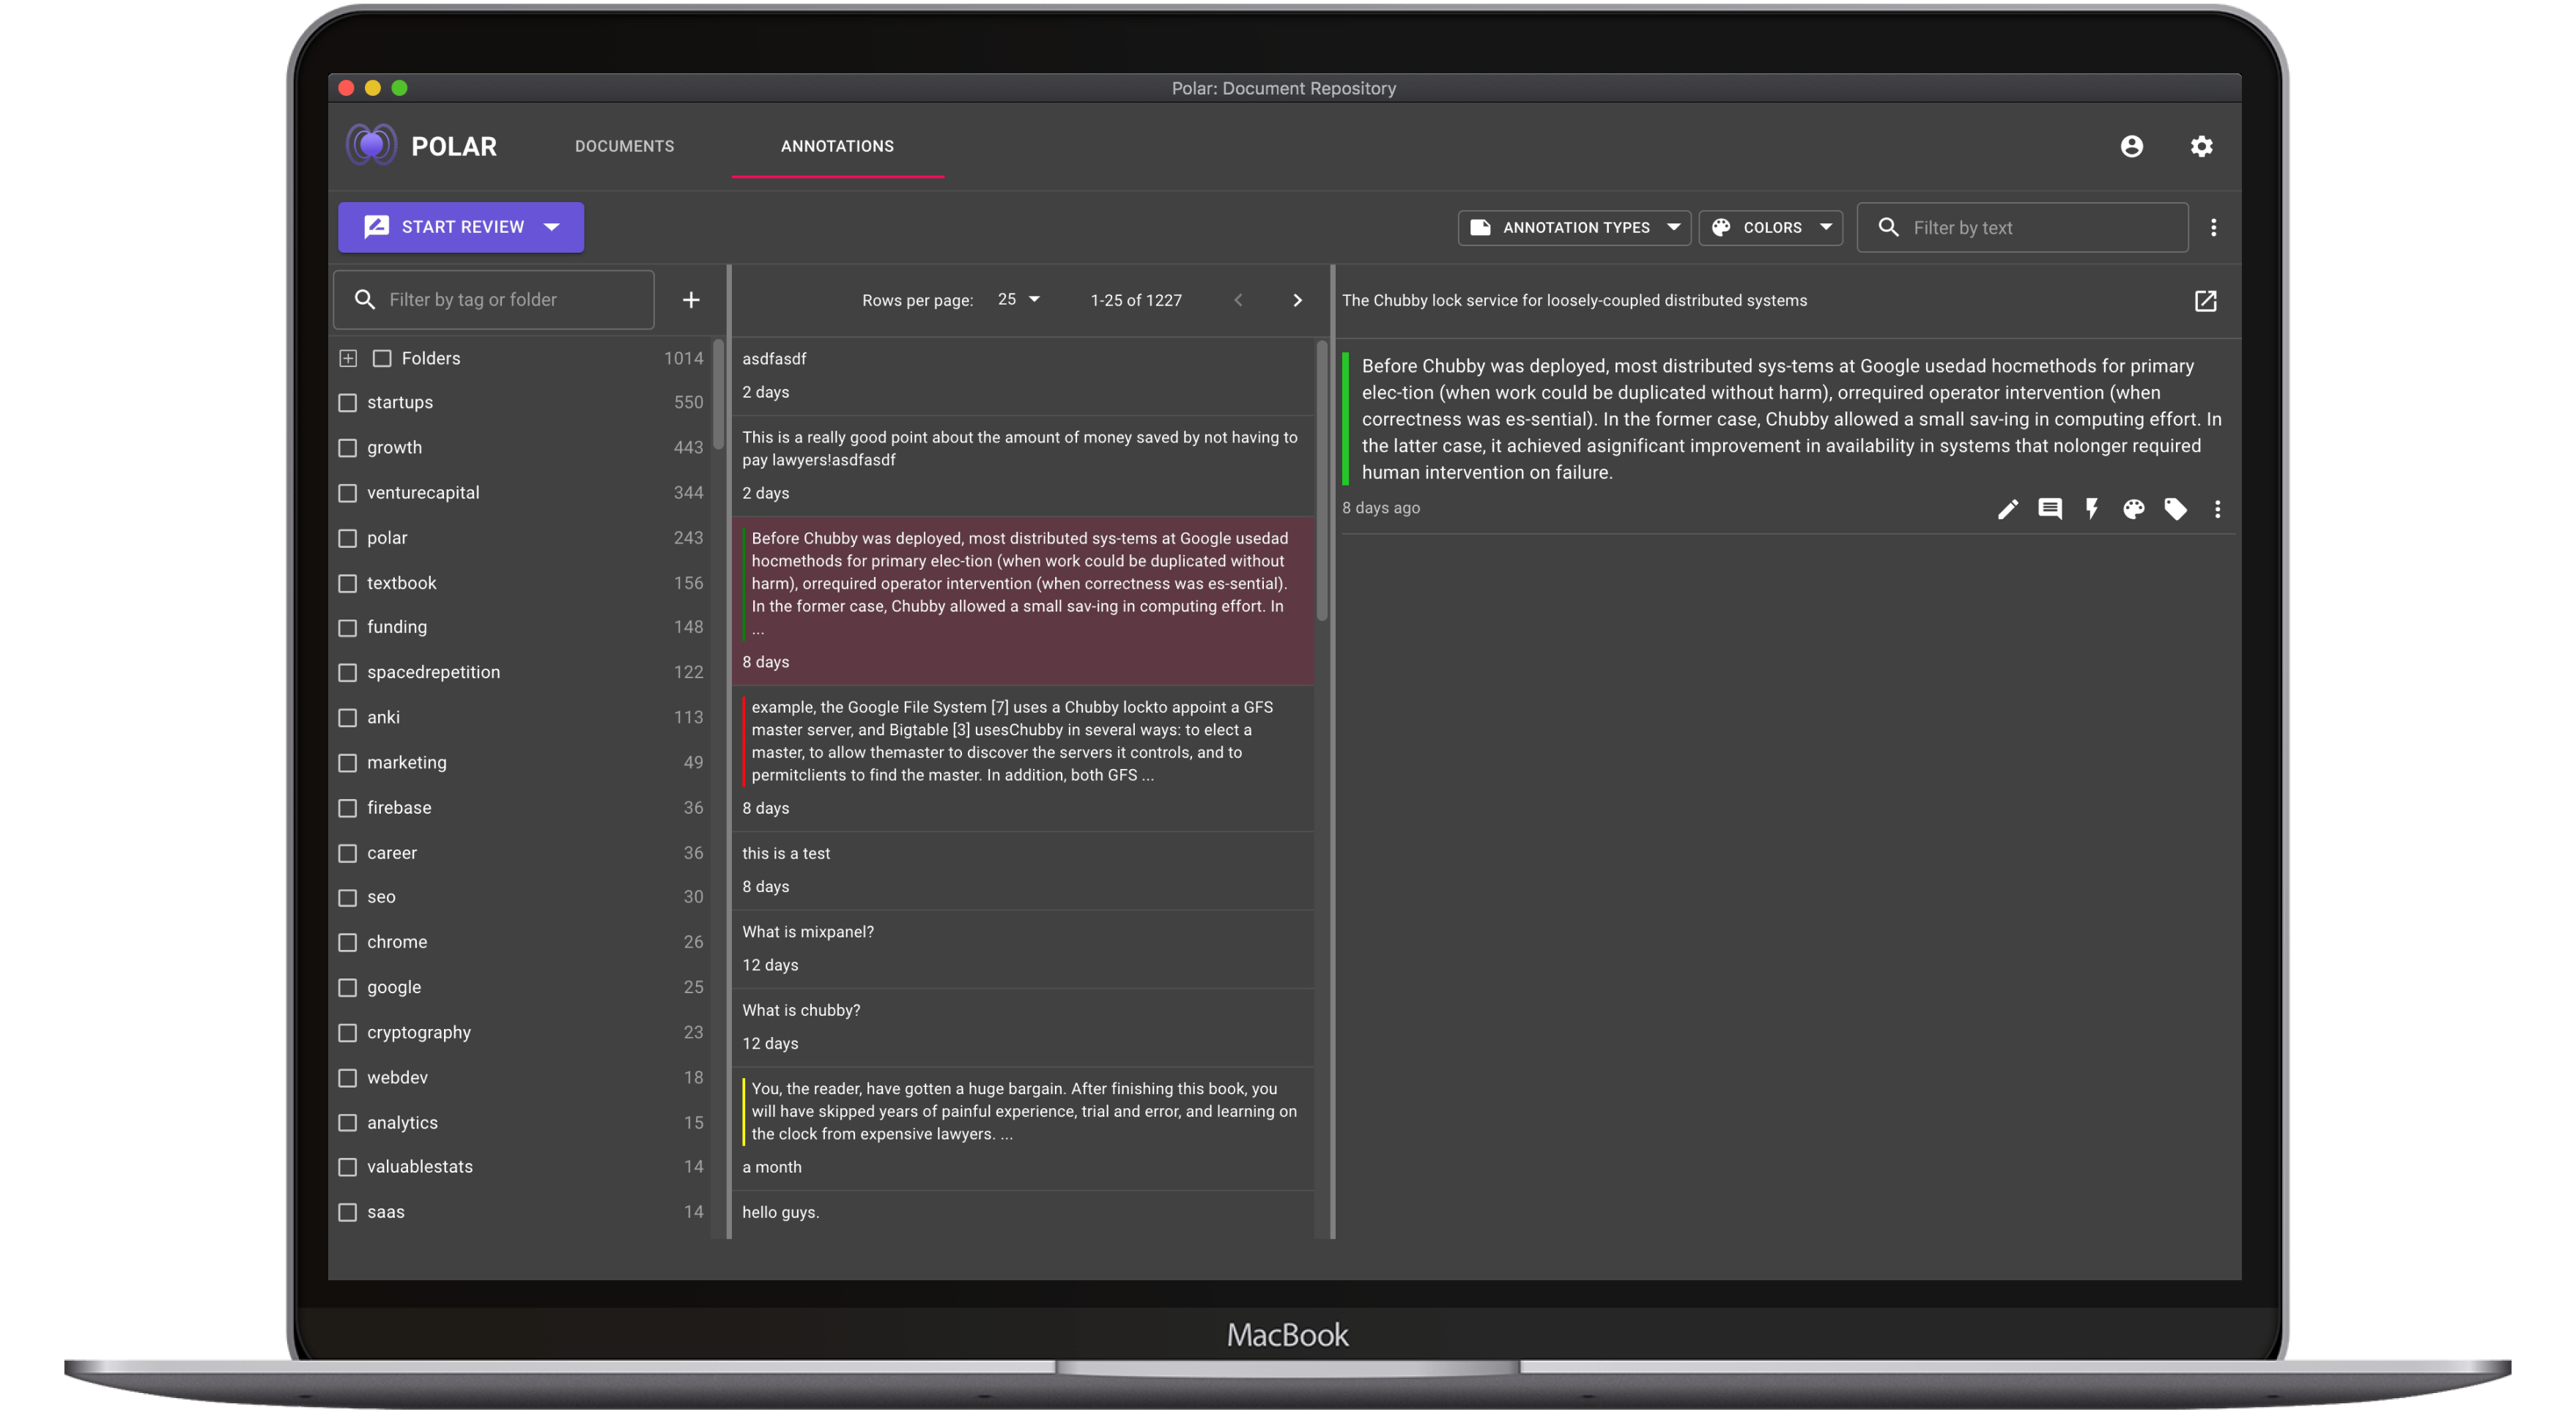 Polar: Document Repository
POLAR
DOCUMENTS
ANNOTATIONS
START REVIEW
ANNOTATION TYPES
COLORS
Filter by text
Filter by tag or folder
Folders 1014
startups 550
growth 443
venturecapital 344
polar 243
textbook 156
funding 148
spacedrepetition 122
anki 113
marketing 49
firebase 36
career 36
seo 30
chrome 26
google 25
cryptography 23
webdev 18
analytics 15
valuablestats 14
saas 14
Rows per page: 25 1-25 of 1227
asdfasdf
2 days
This is a really good point about the amount of money saved by not having to
pay lawyers!asdfasdf
2 days
Before Chubby was deployed, most distributed sys-tems at Google usedad
hocmethods for primary elec-tion (when work could be duplicated without
harm), orrequired operator intervention (when correctness was es-sential).
In the former case, Chubby allowed a small sav-ing in computing effort. In
...
8 days
example, the Google File System [7] uses a Chubby lockto appoint a GFS
master server, and Bigtable [3] usesChubby in several ways: to elect a
master, to allow themaster to discover the servers it controls, and to
permitclients to find the master. In addition, both GFS ...
8 days
this is a test
8 days
What is mixpanel?
12 days
What is chubby?
12 days
You, the reader, have gotten a huge bargain. After finishing this book, you
will have skipped years of painful experience, trial and error, and learning on
the clock from expensive lawyers. ...
a month
hello guys.
The Chubby lock service for loosely-coupled distributed systems
Before Chubby was deployed, most distributed sys-tems at Google usedad hocmethods for primary
elec-tion (when work could be duplicated without harm), orrequired operator intervention (when
correctness was es-sential). In the former case, Chubby allowed a small sav-ing in computing effort. In
the latter case, it achieved asignificant improvement in availability in systems that nolonger required
human intervention on failure.
8 days ago
MacBook